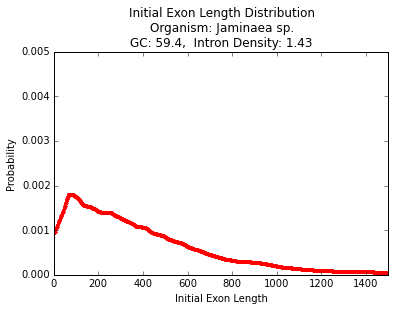 Initial Exon Length Distribution
Organism: Jaminaea sp.
GC: 59.4,  Intron Density: 1.43
0.005
0.004
0.003
0.002
0.001
0.000
Probability
0 200 400 600 800 1000 1200 1400
Initial Exon Length